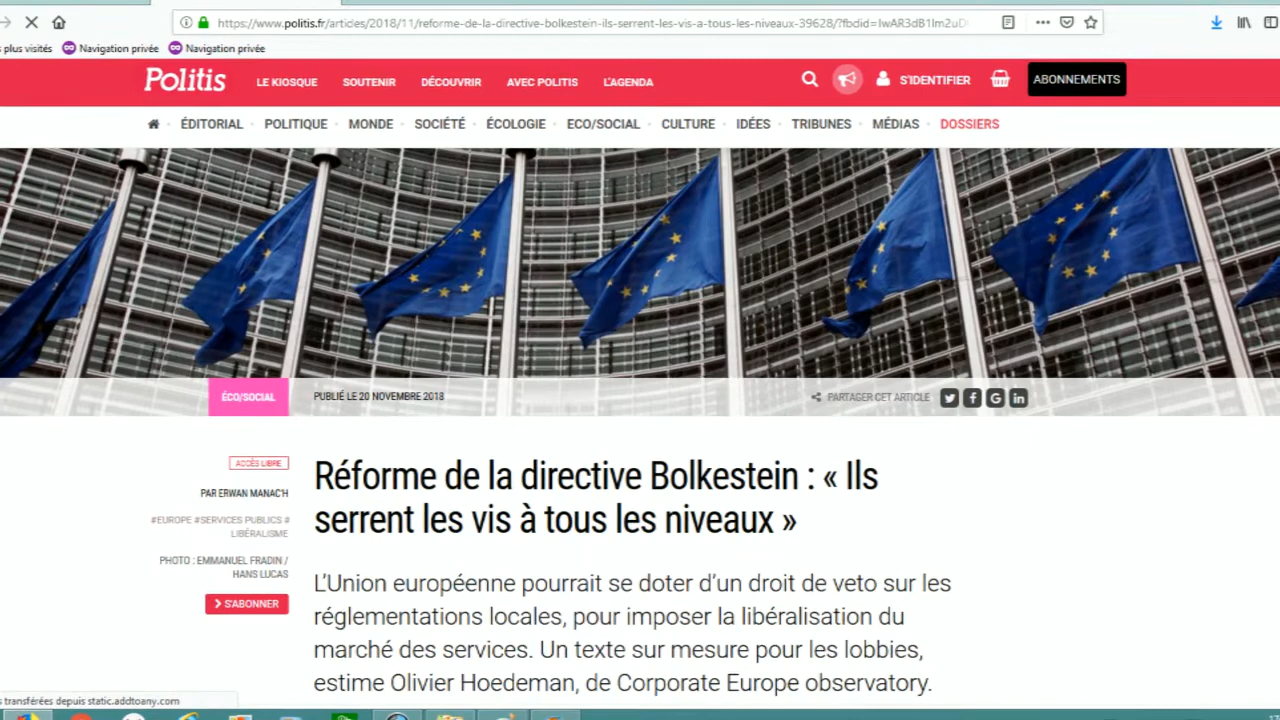 https://www.politis.fr/articles/2018/11/reforme-de-la-directive-bolkestein-ils-serrent-les-vis-a-tous-les-niveaux-39628/?fbclid=IwAR3dB1Im2uD
plus visités Navigation privée Navigation privée
Politis LE KIOSQUE SOUTENIR DÉCOUVRIR AVEC POLITIS L'AGENDA S'IDENTIFIER ABONNEMENTS
ÉDITORIAL POLITIQUE MONDE SOCIÉTÉ ÉCOLOGIE ECO/SOCIAL CULTURE IDÉES TRIBUNES MÉDIAS DOSSIERS
ÉCO/SOCIAL PUBLIÉ LE 20 NOVEMBRE 2018 PARTAGER CET ARTICLE
ACCÈS LIBRE
PAR ERWAN MANAC'H
#EUROPE #SERVICES PUBLICS #
LIBÉRALISME
PHOTO : EMMANUEL FRADIN /
HANS LUCAS
S'ABONNER
Réforme de la directive Bolkestein : « Ils
serrent les vis à tous les niveaux »
L'Union européenne pourrait se doter d'un droit de veto sur les
réglementations locales, pour imposer la libéralisation du
marché des services. Un texte sur mesure pour les lobbies,
estime Olivier Hoedeman, de Corporate Europe observatory.
s transférées depuis static.addtoany.com